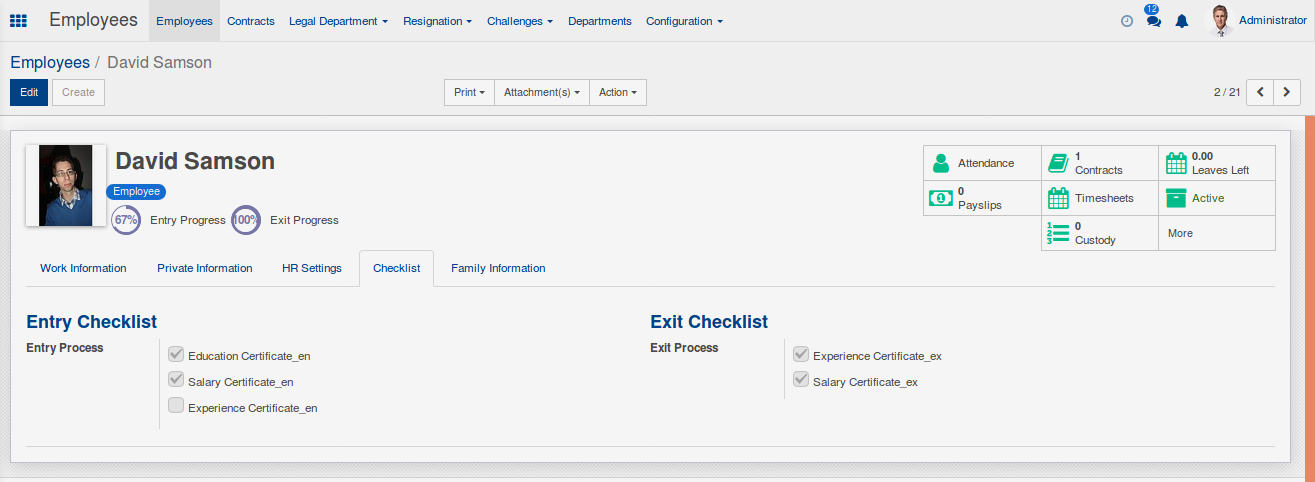 Employees Employees Contracts Legal Department Resignation Challenges Departments Configuration 12 Administrator
Employees / David Samson
Edit Create Print Attachment(s) Action 2 / 21
David Samson
Employee
67% Entry Progress 100% Exit Progress
Attendance 1 Contracts 0.00 Leaves Left
0 Payslips Timesheets Active
1 2 3 0 Custody More
Work Information Private Information HR Settings Checklist Family Information
Entry Checklist
Entry Process
Education Certificate_en
Salary Certificate_en
Experience Certificate_en
Exit Checklist
Exit Process
Experience Certificate_ex
Salary Certificate_ex